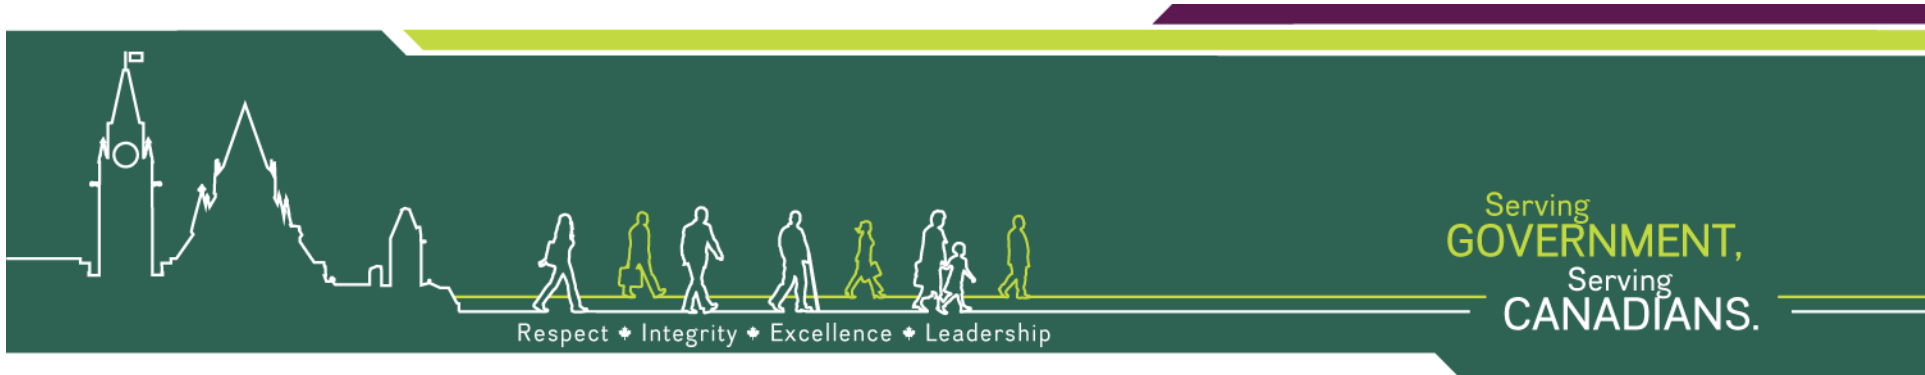 Serving
GOVERNMENT,
Serving
CANADIANS.
Respect Integrity Excellence Leadership